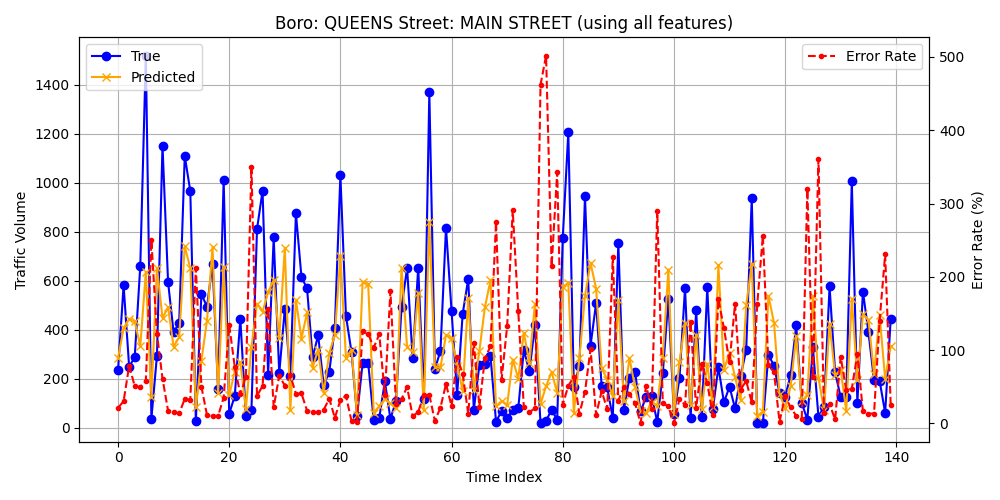 Boro: QUEENS Street: MAIN STREET (using all features)
True
Predicted
Error Rate
1400
1200
1000
800
600
400
200
0
500
400
300
200
100
0
Traffic Volume
Error Rate (%)
0 20 40 60 80 100 120 140
Time Index